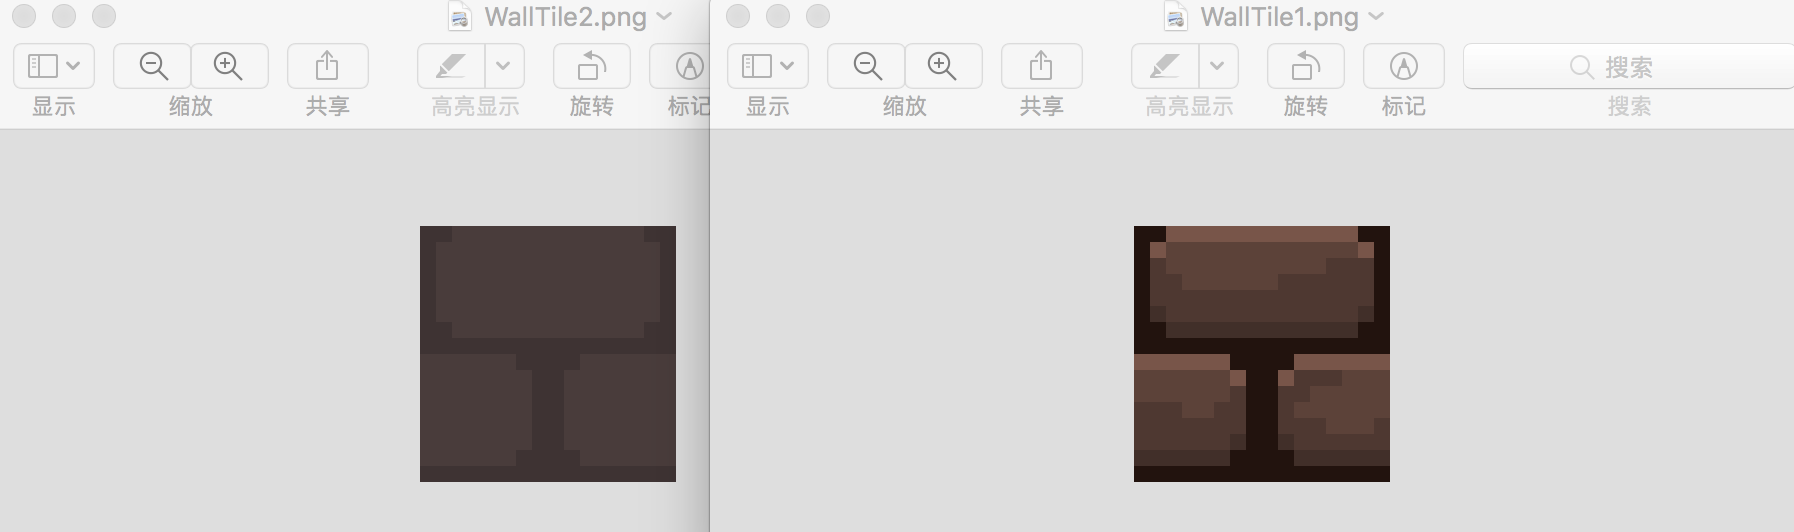 WallTile2.png
显示
缩放
共享
高亮显示
旋转
标记
WallTile1.png
搜索
显示
缩放
共享
高亮显示
旋转
标记
搜索